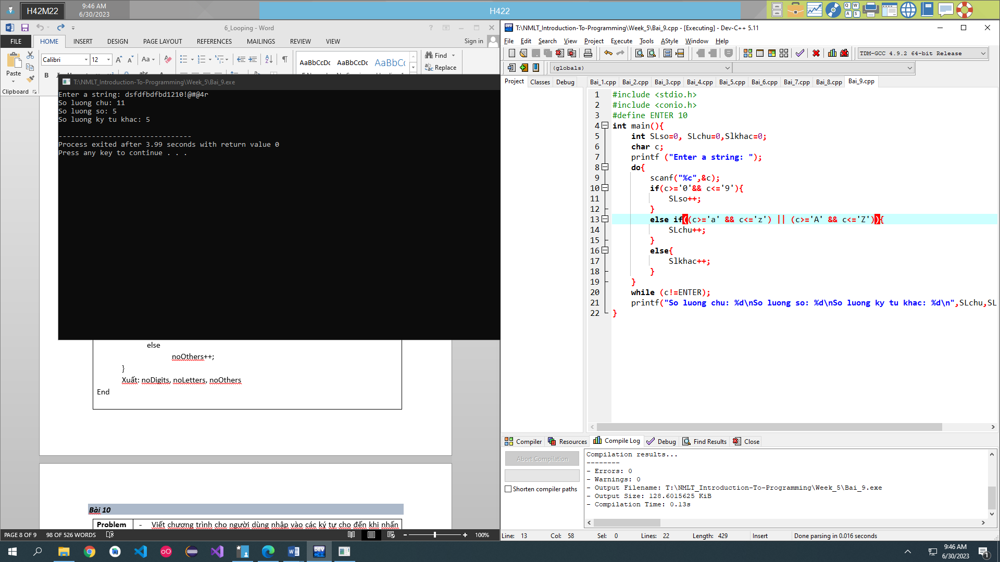 H42M22
9:46 AM
6/30/2023
H422
6_Looping - Word
FILE HOME INSERT DESIGN PAGE LAYOUT REFERENCES MAILINGS REVIEW VIEW Sign in
Calibri 12 Aa Find
Paste AaBbCcDc AaBbCcDc AaBbCc Replace
B
Clipboard
T:\NMLT_Introduction-To-Programming\Week_5\Bai_9.exe
Enter a string: dsfdfbdfbd1210!@#@4r
So luong chu: 11
So luong so: 5
So luong ky tu khac: 5
--------------------------------
Process exited after 3.99 seconds with return value 0
Press any key to continue . . .
else
noOthers++;
}
Xuất: noDigits, noLetters, noOthers
End
Bài 10
Problem - Viết chương trình cho người dùng nhập vào các ký tự cho đến khi nhấn
PAGE 8 OF 9 98 OF 526 WORDS 100%
T:\NMLT_Introduction-To-Programming\Week_5\Bai_9.cpp - [Executing] - Dev-C++ 5.11
File Edit Search View Project Execute Tools AStyle Window Help
TDM-GCC 4.9.2 64-bit Release
(globals)
Project Classes Debug Bai_1.cpp Bai_2.cpp Bai_3.cpp Bai_4.cpp Bai_5.cpp Bai_6.cpp Bai_7.cpp Bai_8.cpp Bai_9.cpp
1 #include <stdio.h>
2 #include <conio.h>
3 #define ENTER 10
4 int main(){
5 int SLso=0, SLchu=0,Slkhac=0;
6 char c;
7 printf ("Enter a string: ");
8 do{
9 scanf("%c",&c);
10 if(c>='0'&& c<='9'){
11 SLso++;
12 }
13 else if((c>='a' && c<='z') || (c>='A' && c<='Z')){
14 SLchu++;
15 }
16 else{
17 Slkhac++;
18 }
19 }
20 while (c!=ENTER);
21 printf("So luong chu: %d\nSo luong so: %d\nSo luong ky tu khac: %d\n",SLchu,SL
22 }
Compiler Resources Compile Log Debug Find Results Close
Abort Compilation
Shorten compiler paths
Compilation results...
--------
- Errors: 0
- Warnings: 0
- Output Filename: T:\NMLT_Introduction-To-Programming\Week_5\Bai_9.exe
- Output Size: 128.6015625 KiB
- Compilation Time: 0.13s
Line: 13 Col: 58 Sel: 0 Lines: 22 Length: 429 Insert Done parsing in 0.016 seconds
9:46 AM
6/30/2023
1